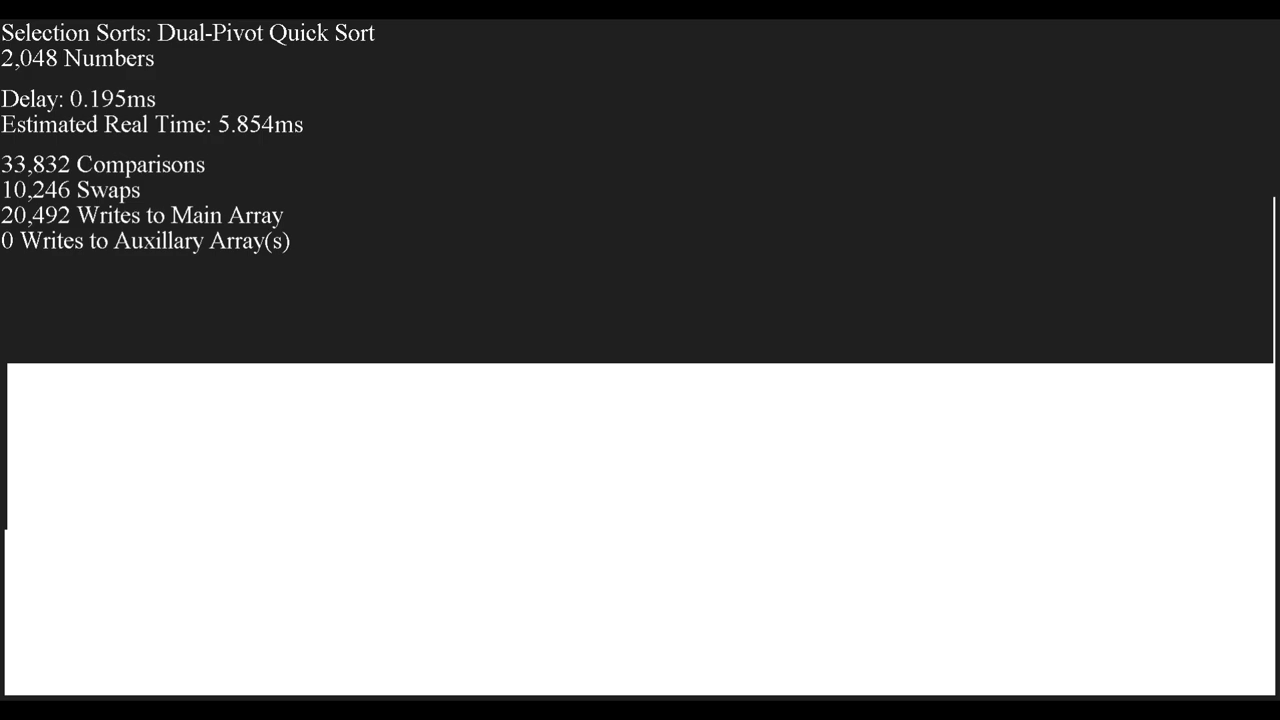 Selection Sorts: Dual-Pivot Quick Sort
2,048 Numbers
Delay: 0.195ms
Estimated Real Time: 5.854ms
33,832 Comparisons
10,246 Swaps
20,492 Writes to Main Array
0 Writes to Auxillary Array(s)